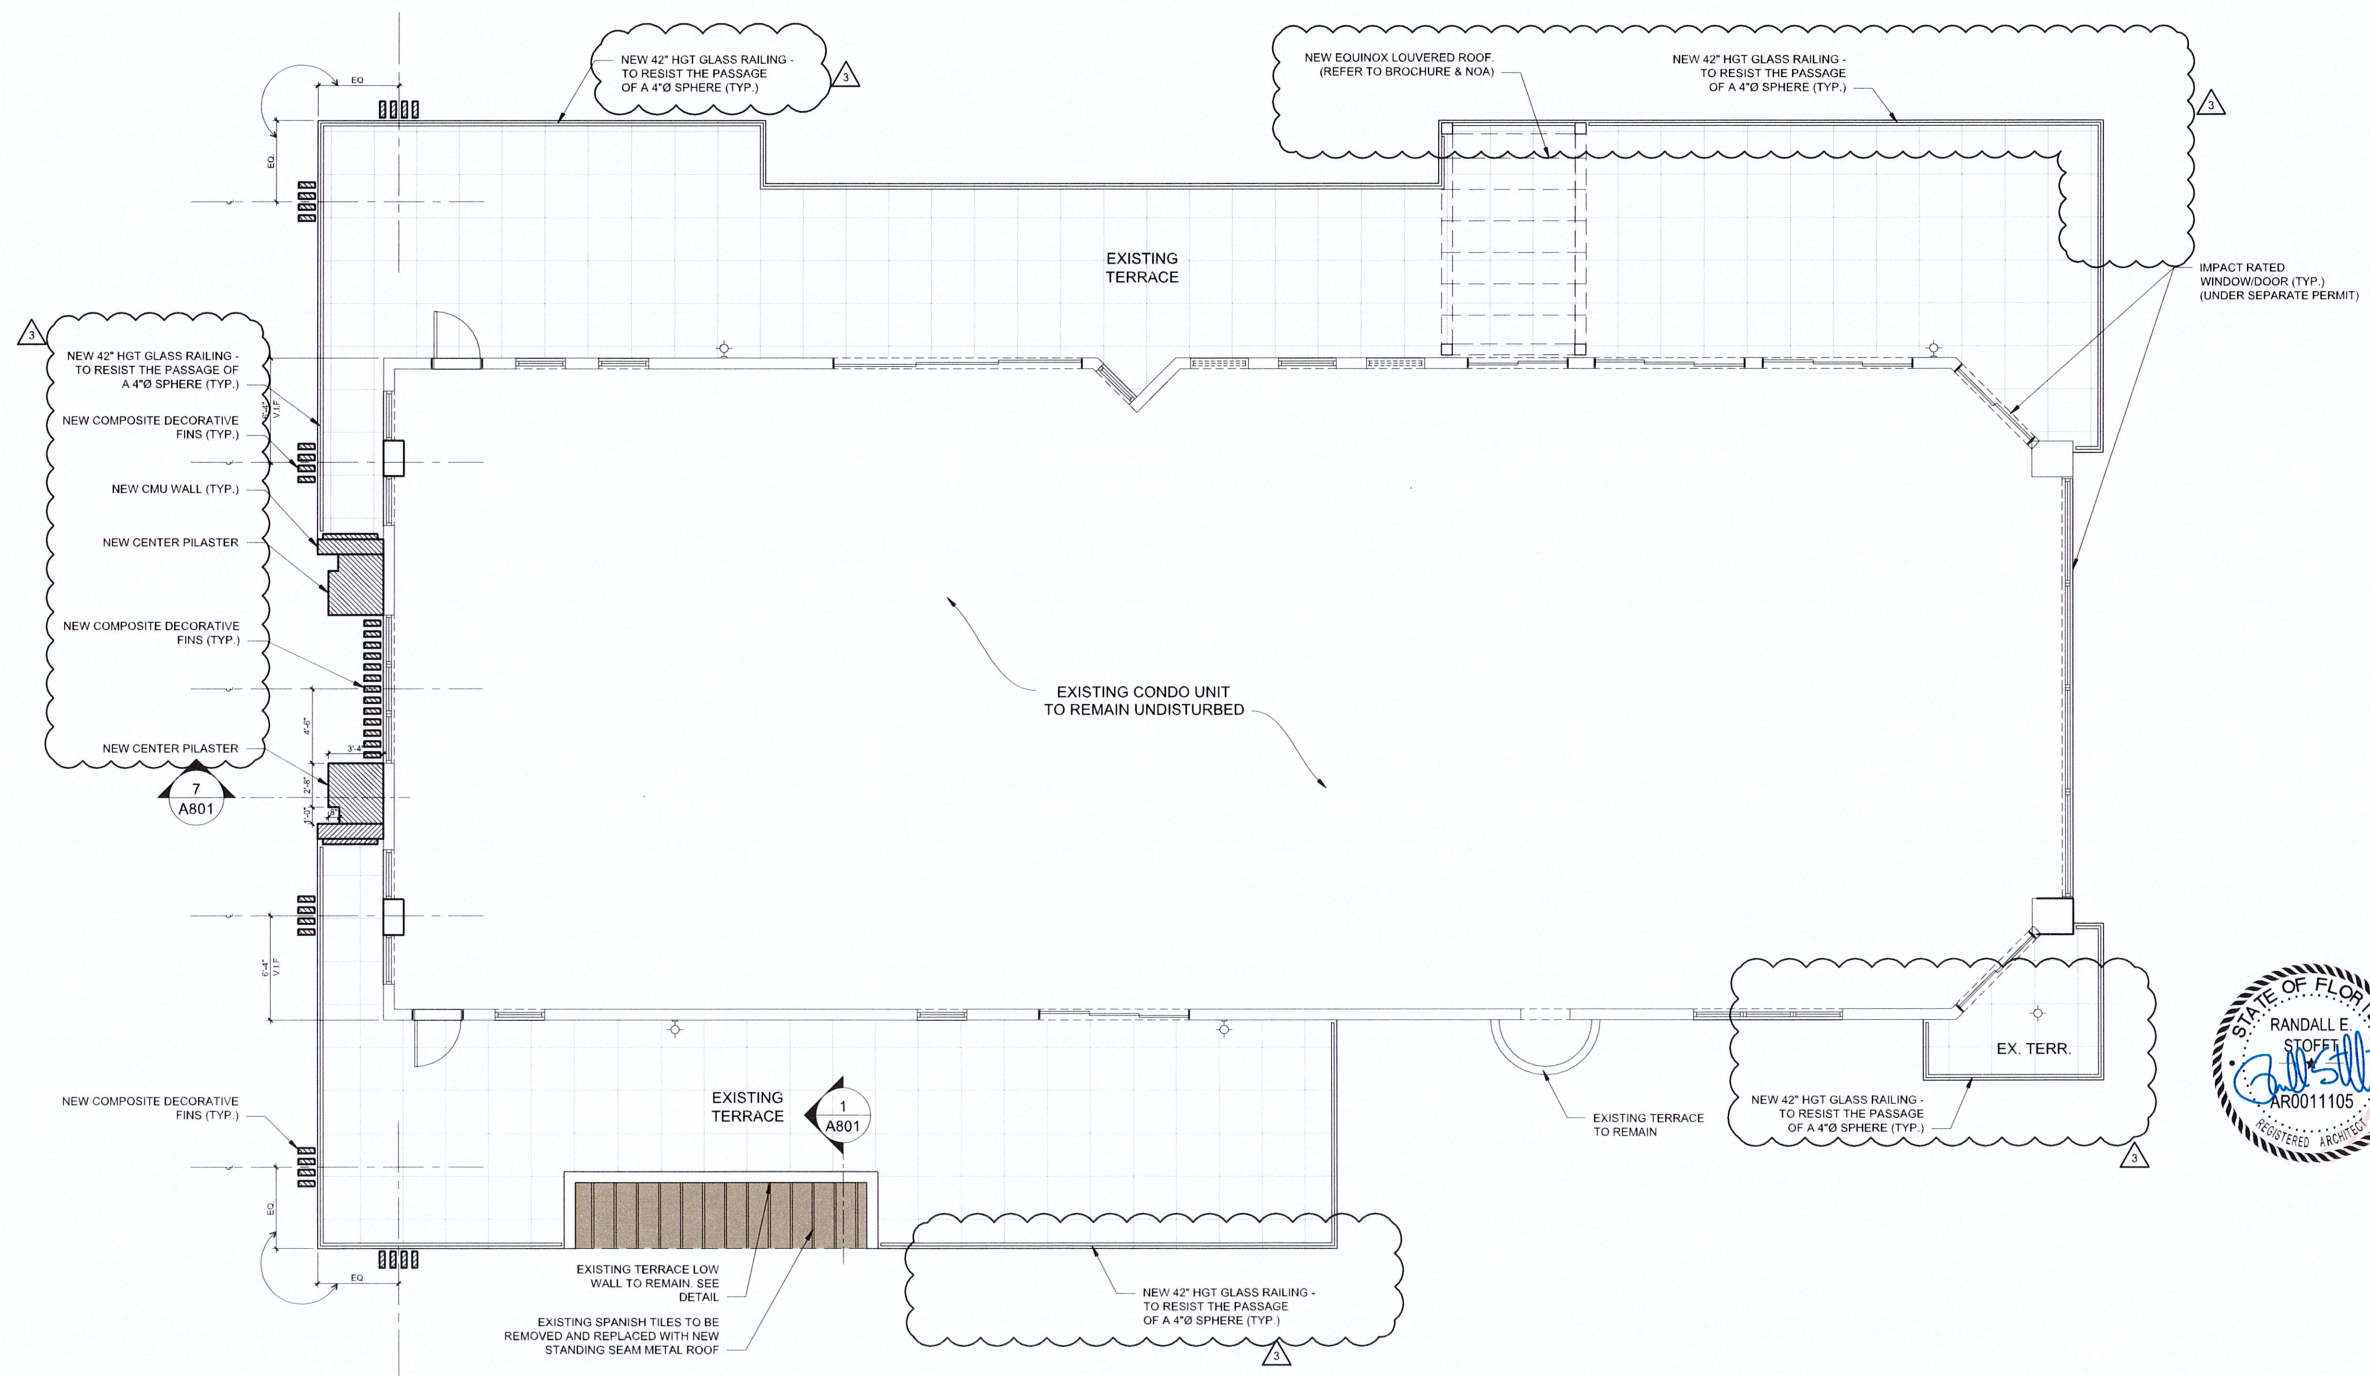 NEW 42" HGT GLASS RAILING -
TO RESIST THE PASSAGE
OF A 4"Ø SPHERE (TYP.)
3
NEW EQUINOX LOUVERED ROOF.
(REFER TO BROCHURE & NOA)
NEW 42" HGT GLASS RAILING -
TO RESIST THE PASSAGE
OF A 4"Ø SPHERE (TYP.)
3
EQ
EQ.
EXISTING
TERRACE
IMPACT RATED
WINDOW/DOOR (TYP.)
(UNDER SEPARATE PERMIT)
3
NEW 42" HGT GLASS RAILING -
TO RESIST THE PASSAGE OF
A 4"Ø SPHERE (TYP.)
6'-4"
V.I.F.
NEW COMPOSITE DECORATIVE
FINS (TYP.)
NEW CMU WALL (TYP.)
NEW CENTER PILASTER
NEW COMPOSITE DECORATIVE
FINS (TYP.)
4'-6"
3'-4"
NEW CENTER PILASTER
2'-8"
1'-0"
8"
7
A801
EXISTING CONDO UNIT
TO REMAIN UNDISTURBED
6'-4"
V.I.F
NEW COMPOSITE DECORATIVE
FINS (TYP.)
EQ.
EQ.
EXISTING
TERRACE
1
A801
EXISTING TERRACE
TO REMAIN
EX. TERR.
NEW 42" HGT GLASS RAILING -
TO RESIST THE PASSAGE
OF A 4"Ø SPHERE (TYP.)
3
STATE OF FLOR
RANDALL E.
STOFFT
AR0011105
REGISTERED ARCHITECT
EXISTING TERRACE LOW
WALL TO REMAIN. SEE
DETAIL
EXISTING SPANISH TILES TO BE
REMOVED AND REPLACED WITH NEW
STANDING SEAM METAL ROOF
NEW 42" HGT GLASS RAILING -
TO RESIST THE PASSAGE
OF A 4"Ø SPHERE (TYP.)
3